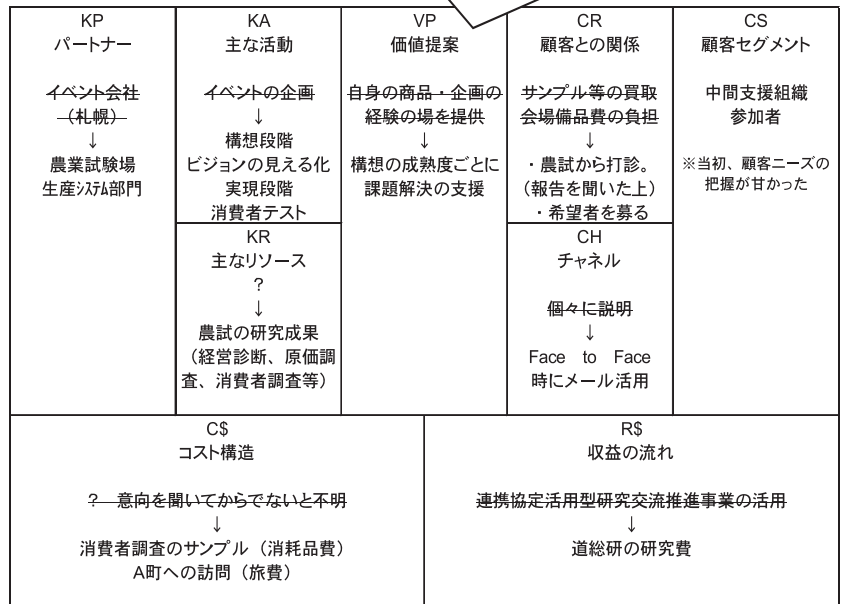 KP
パートナー
イベント会社
（札幌）
↓
農業試験場
生産システム部門
KA
主な活動
イベントの企画
↓
構想段階
ビジョンの見える化
実現段階
消費者テスト
KR
主なリソース
?
↓
農試の研究成果
（経営診断、原価調
査、消費者調査等）
VP
価値提案
自身の商品・企画の
経験の場を提供
↓
構想の成熟度ごとに
課題解決の支援
CR
顧客との関係
サンプル等の買取
会場備品費の負担
↓
・農試から打診。
（報告を聞いた上）
・希望者を募る
CH
チャネル
個々に説明
↓
Face to Face
時にメール活用
CS
顧客セグメント
中間支援組織
参加者
※当初、顧客ニーズの
把握が甘かった
C$
コスト構造
? 意向を聞いてからでないと不明
↓
消費者調査のサンプル（消耗品費）
A町への訪問（旅費）
R$
収益の流れ
連携協定活用型研究交流推進事業の活用
↓
道総研の研究費